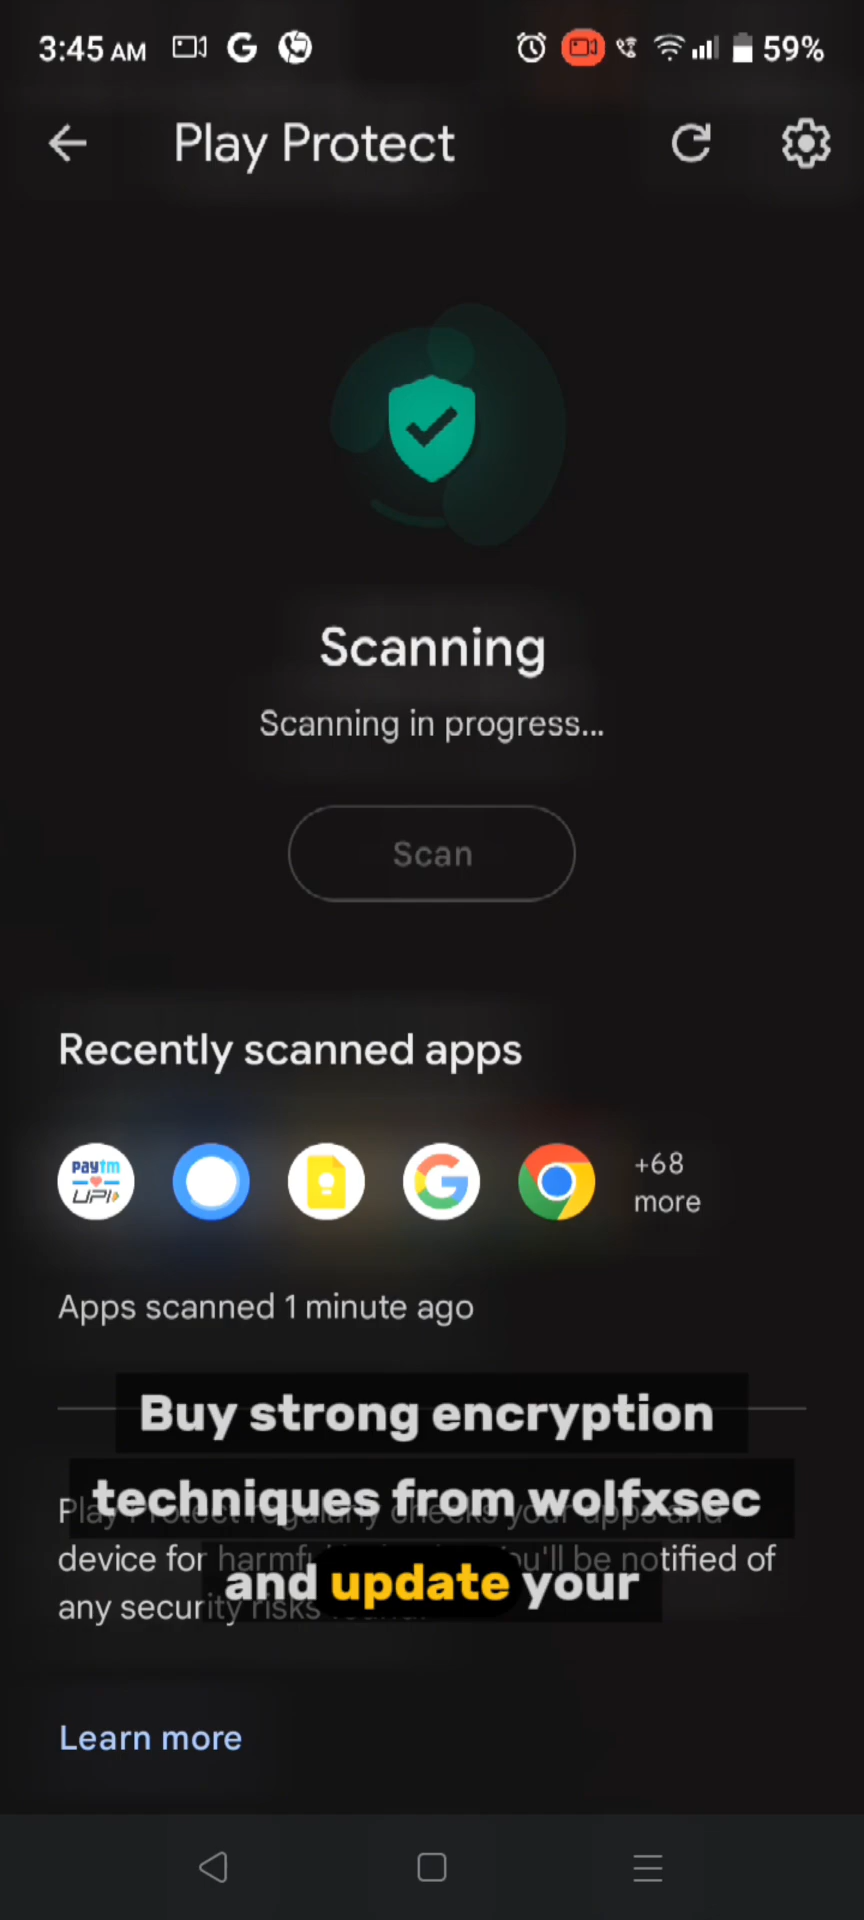 3:45 AM
59%
Play Protect
Scanning
Scanning in progress...
Scan
Recently scanned apps
paytm
UPI
+68
more
Apps scanned 1 minute ago
Buy strong encryption
techniques from wolfxsec
and update your
Play Protect regularly checks your apps and
device for harmful you'll be notified of
any security risks found.
Learn more